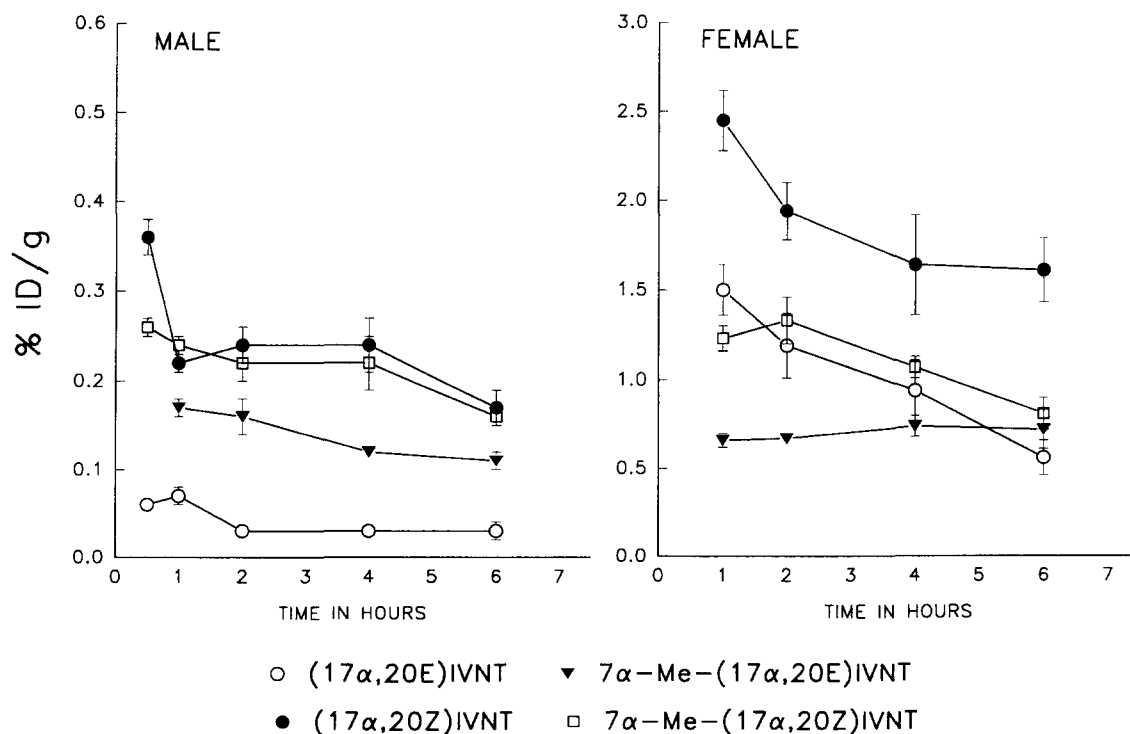 MALE
FEMALE
% ID/g
0.6
0.5
0.4
0.3
0.2
0.1
0.0
0 1 2 3 4 5 6 7
TIME IN HOURS
3.0
2.5
2.0
1.5
1.0
0.5
0.0
0 1 2 3 4 5 6 7
TIME IN HOURS
(17α,20E)IVNT
7α-Me-(17α,20E)IVNT
(17α,20Z)IVNT
7α-Me-(17α,20Z)IVNT